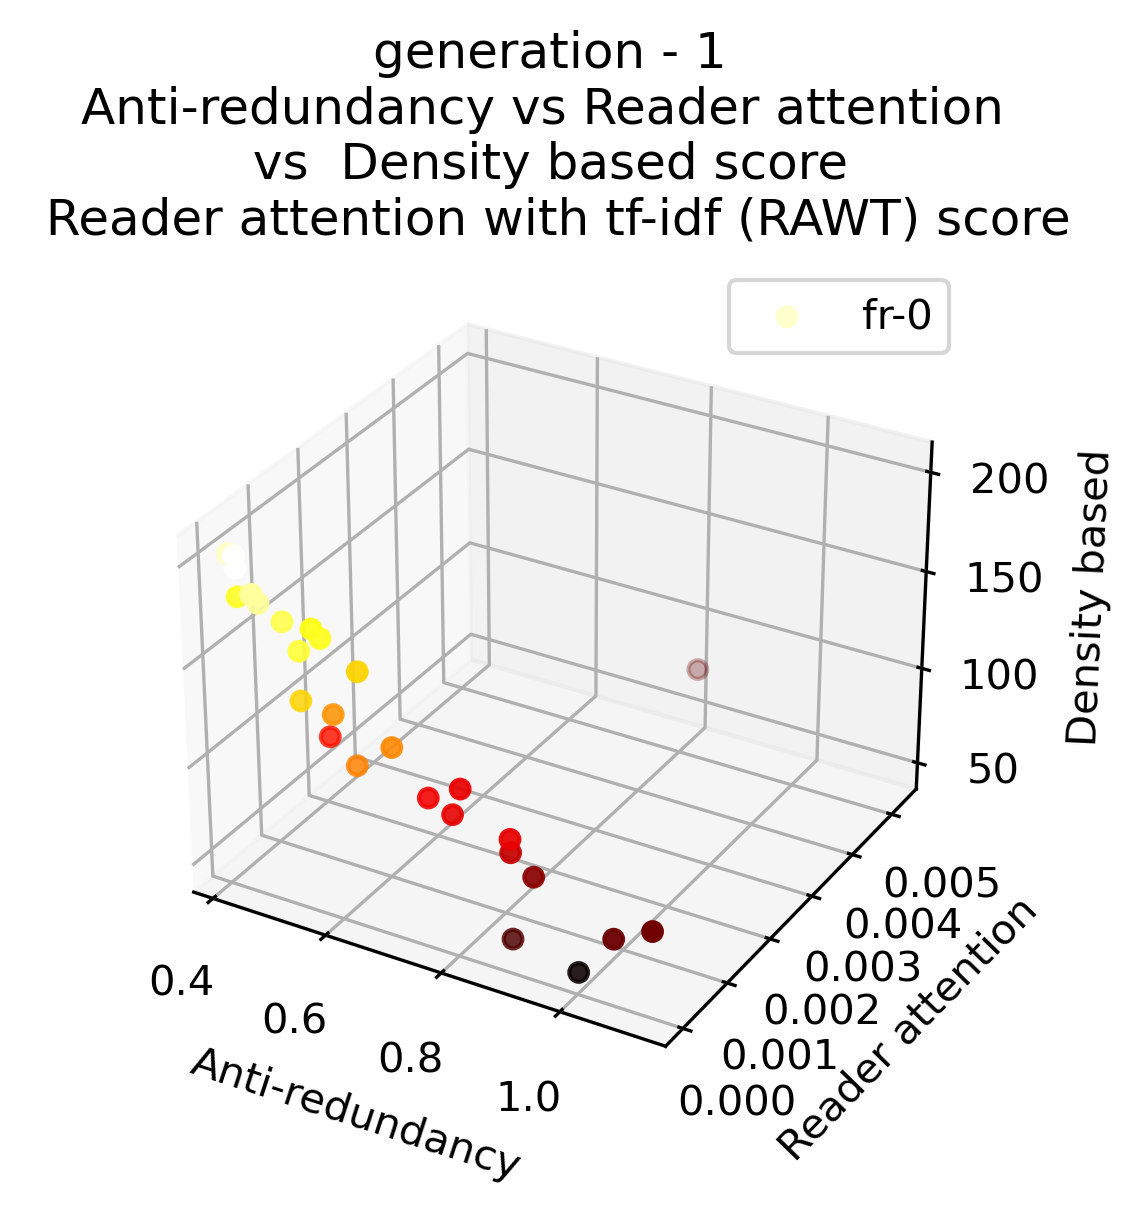 generation - 1
Anti-redundancy vs Reader attention
vs  Density based score
Reader attention with tf-idf (RAWT) score
fr-0
200
150
100
50
Density based
0.005
0.004
0.003
0.002
0.001
0.000
Reader attention
0.4
0.6
0.8
1.0
Anti-redundancy